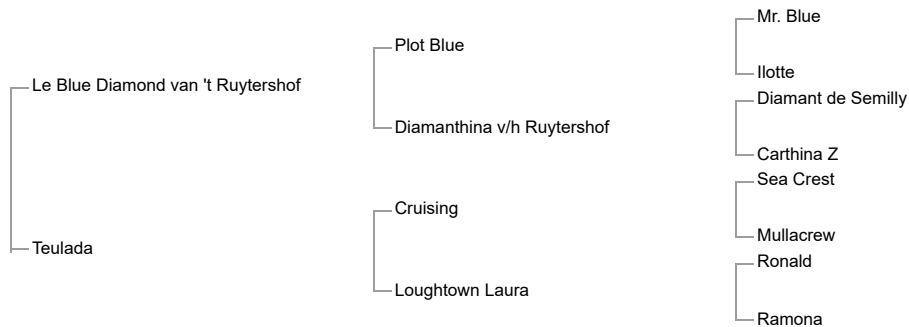 Mr. Blue
Plot Blue
Ilotte
Le Blue Diamond van 't Ruytershof
Diamant de Semilly
Diamanthina v/h Ruytershof
Carthina Z
Sea Crest
Cruising
Mullacrew
Teulada
Ronald
Loughtown Laura
Ramona